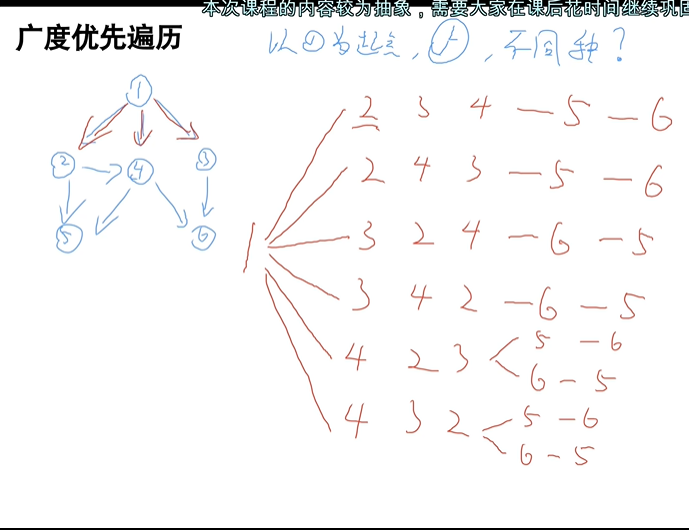 本次课程的内容较为抽象，需要大家在课后花时间继续巩固
广度优先遍历
以①为起点，，不同种？
1
2 4 3
5 6
1
2 3 4 — 5 — 6
2 4 3 — 5 — 6
3 2 4 — 6 — 5
3 4 2 — 6 — 5
4 2 3
5 — 6
6 — 5
4 3 2
5 — 6
6 — 5